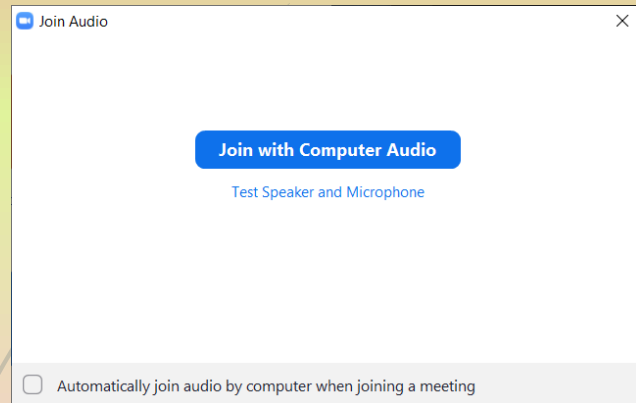 Join Audio
Join with Computer Audio
Test Speaker and Microphone
Automatically join audio by computer when joining a meeting